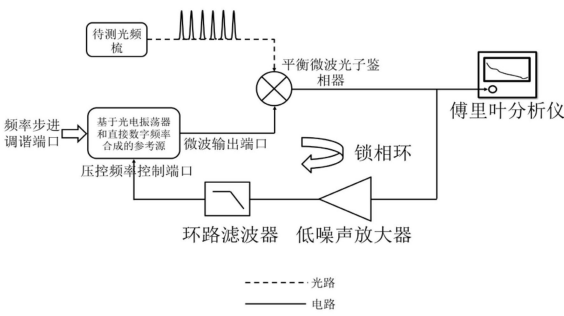 待测光频
梳
平衡微波光子鉴
相器
傅里叶分析仪
频率步进
调谐端口
基于光电振荡器
和直接数字频率
合成的参考源
微波输出端口
压控频率控制端口
锁相环
环路滤波器
低噪声放大器
光路
电路